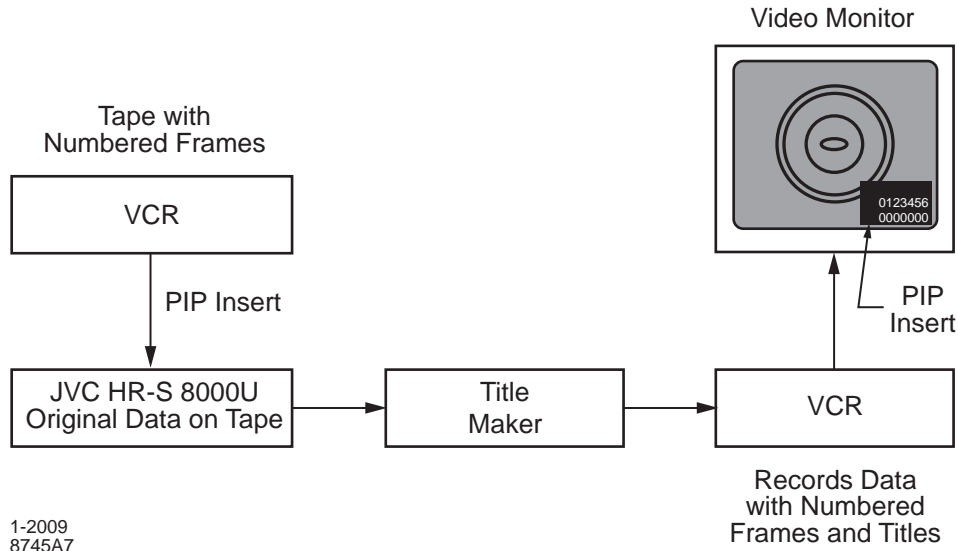 Video Monitor
0123456
0000000
PIP
Insert
Tape with
Numbered Frames
VCR
PIP Insert
JVC HR-S 8000U
Original Data on Tape
Title
Maker
VCR
Records Data
with Numbered
Frames and Titles
1-2009
8745A7